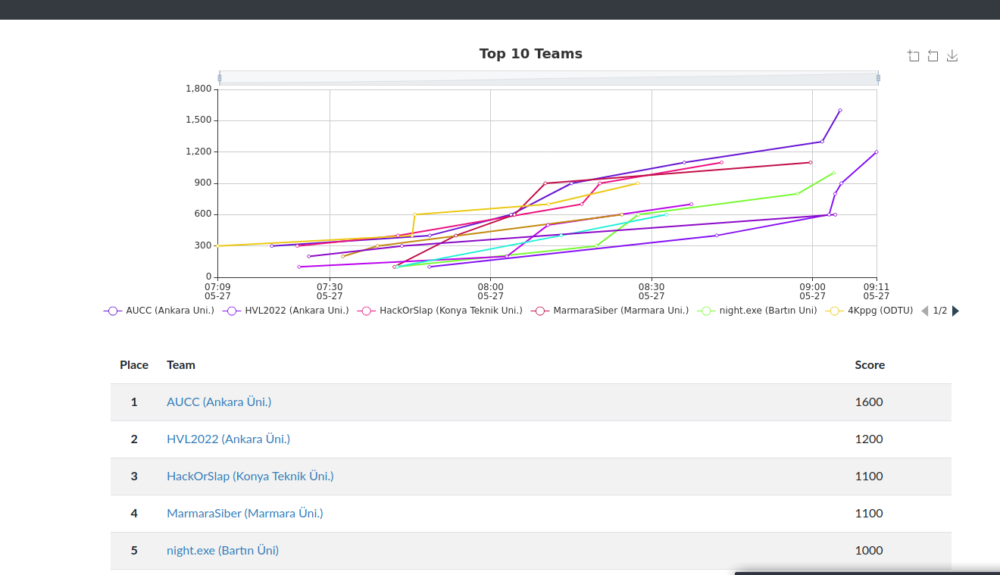 Top 10 Teams
1,800
1,500
1,200
900
600
300
0
07:09 07:30 08:00 08:30 09:00 09:11
05-27 05-27 05-27 05-27 05-27 05-27
AUCC (Ankara Uni.) HVL2022 (Ankara Uni.) HackOrSlap (Konya Teknik Uni.) MarmaraSiber (Marmara Uni.) night.exe (Bartın Uni) 4Kppg (ODTU) 1/2
Place Team Score
1 AUCC (Ankara Üni.) 1600
2 HVL2022 (Ankara Üni.) 1200
3 HackOrSlap (Konya Teknik Üni.) 1100
4 MarmaraSiber (Marmara Üni.) 1100
5 night.exe (Bartın Üni) 1000